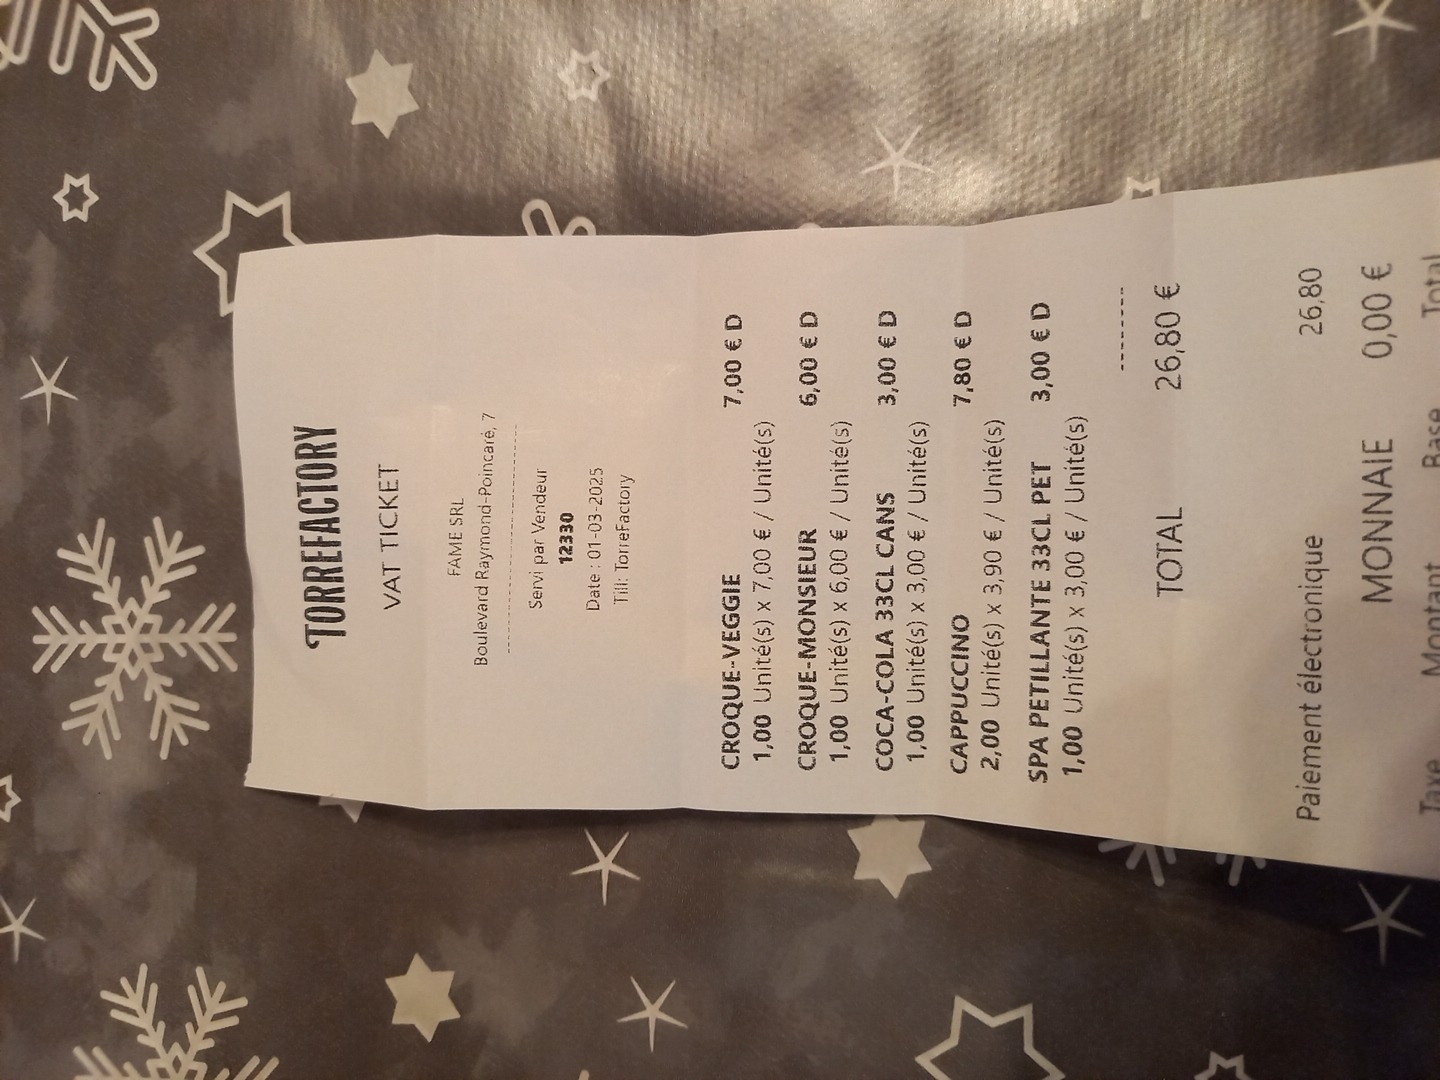 TORREFACTORY
VAT TICKET
FAME SRL
Boulevard Raymond-Poincaré, 7
--------------------------------
Servi par Vendeur
12330
Date : 01-03-2025
Till: TorreFactory
CROQUE-VEGGIE 7,00 € D
1,00 Unité(s) x 7,00 € / Unité(s)
CROQUE-MONSIEUR 6,00 € D
1,00 Unité(s) x 6,00 € / Unité(s)
COCA-COLA 33CL CANS 3,00 € D
1,00 Unité(s) x 3,00 € / Unité(s)
CAPPUCCINO 7,80 € D
2,00 Unité(s) x 3,90 € / Unité(s)
SPA PETILLANTE 33CL PET 3,00 € D
1,00 Unité(s) x 3,00 € / Unité(s)
--------
TOTAL 26,80 €
Paiement électronique 26,80
MONNAIE 0,00 €
Taxe Montant Base Total